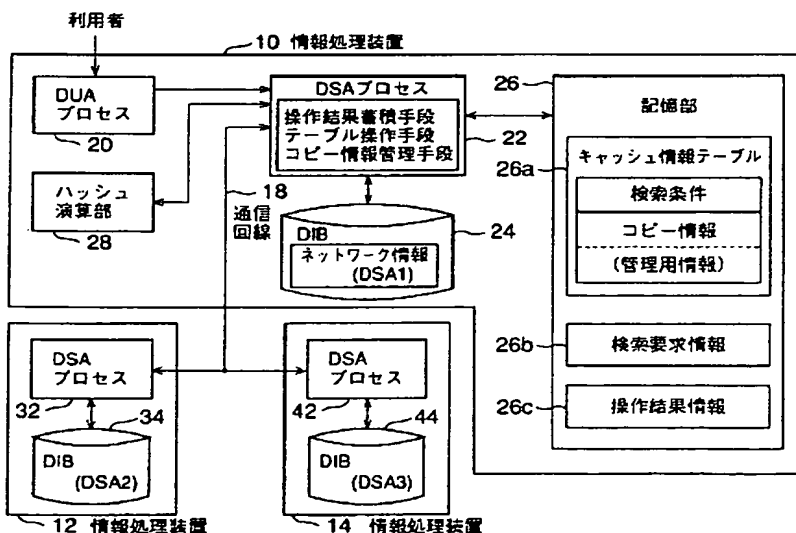 利用者
10 情報処理装置
DUA
プロセス
20
DSAプロセス
操作結果蓄積手段
テーブル操作手段
コピー情報管理手段
22
26
記憶部
26a
キャッシュ情報テーブル
検索条件
コピー情報
(管理用情報)
ハッシュ
演算部
28
18
通信
回線
DIB
ネットワーク情報
(DSA1)
24
26b
検索要求情報
26c
操作結果情報
DSA
プロセス
32
34
DIB
(DSA2)
12 情報処理装置
DSA
プロセス
42
44
DIB
(DSA3)
14 情報処理装置